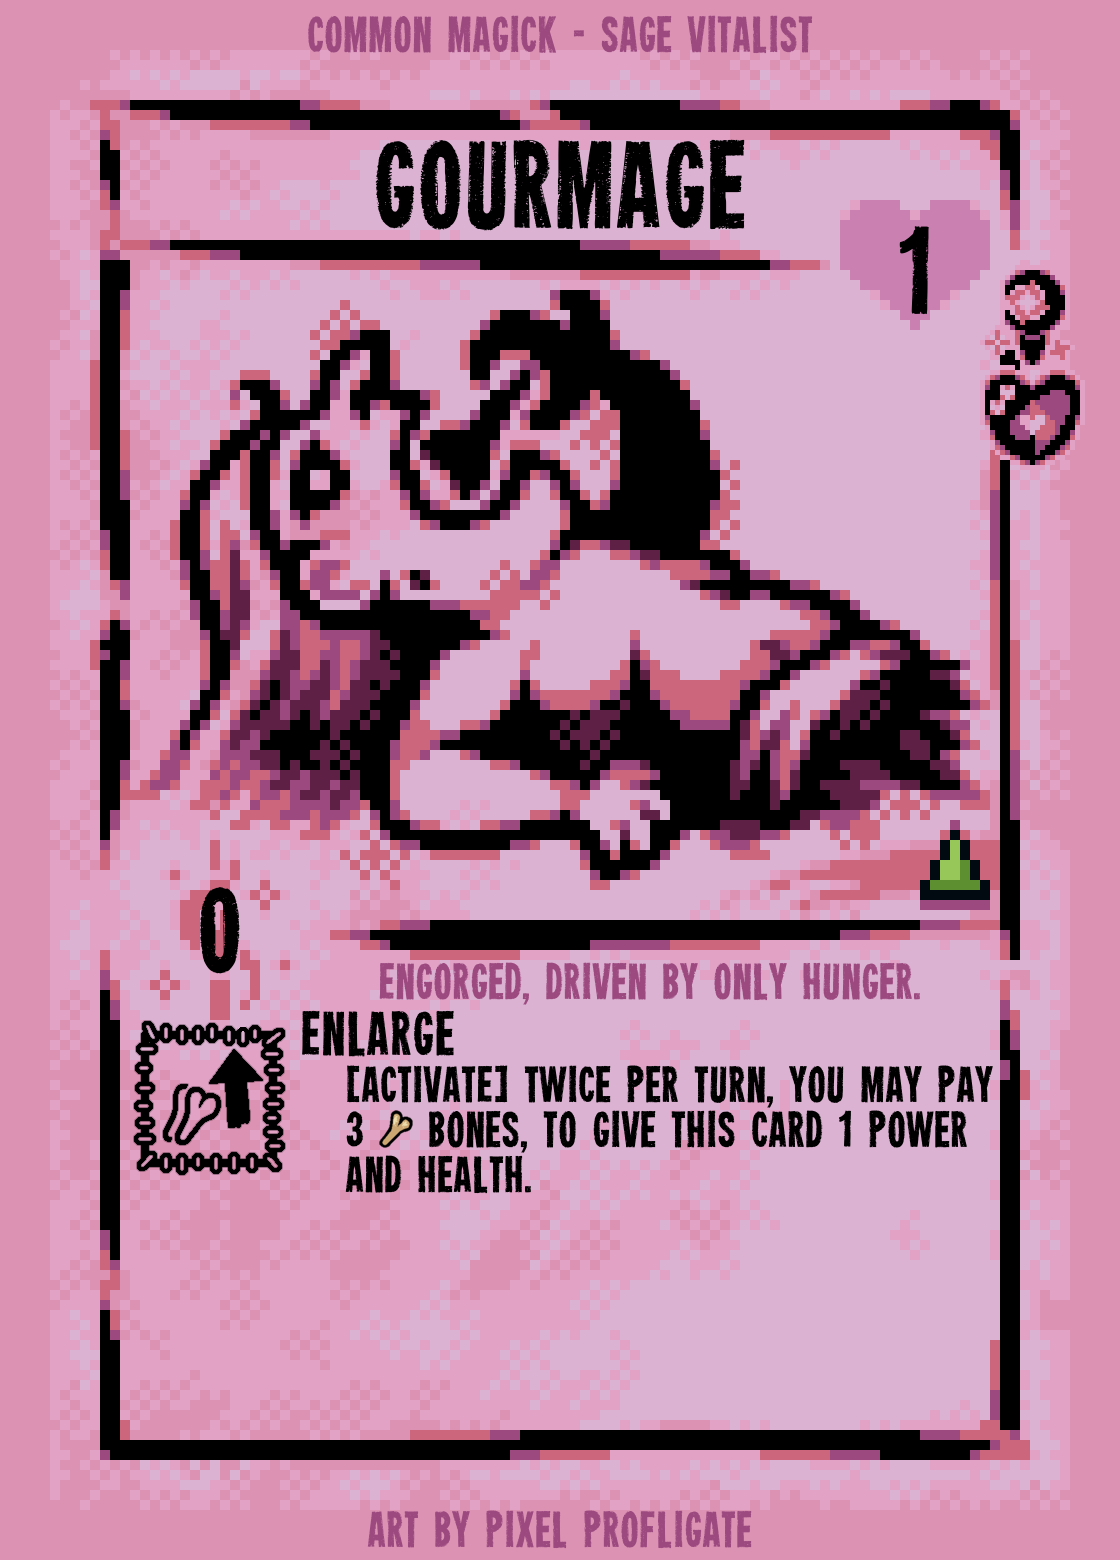 COMMON MAGICK - SAGE VITALIST
GOURMAGE
1
0
ENGORGED, DRIVEN BY ONLY HUNGER.
ENLARGE
[ACTIVATE] TWICE PER TURN, YOU MAY PAY
3 BONES, TO GIVE THIS CARD 1 POWER
AND HEALTH.
ART BY PIXEL PROFLIGATE